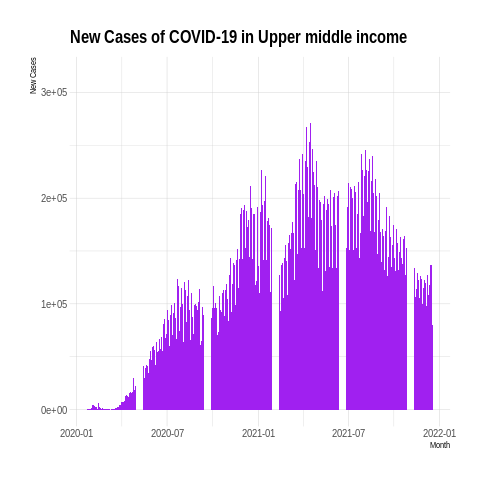 New Cases of COVID-19 in Upper middle income
New Cases
3e+05
2e+05
1e+05
0e+00
2020-01 2020-07 2021-01 2021-07 2022-01
Month